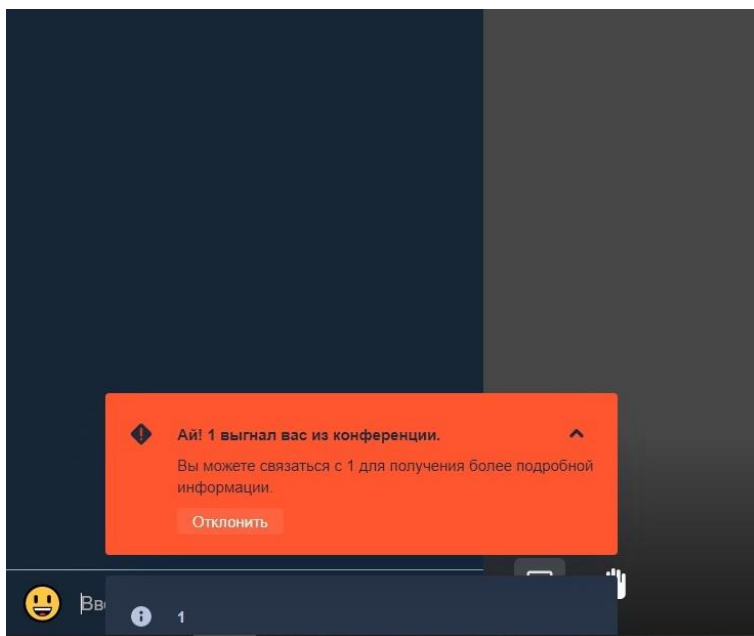 Ай! 1 выгнал вас из конференции.
Вы можете связаться с 1 для получения более подробной
информации.
Отклонить
1